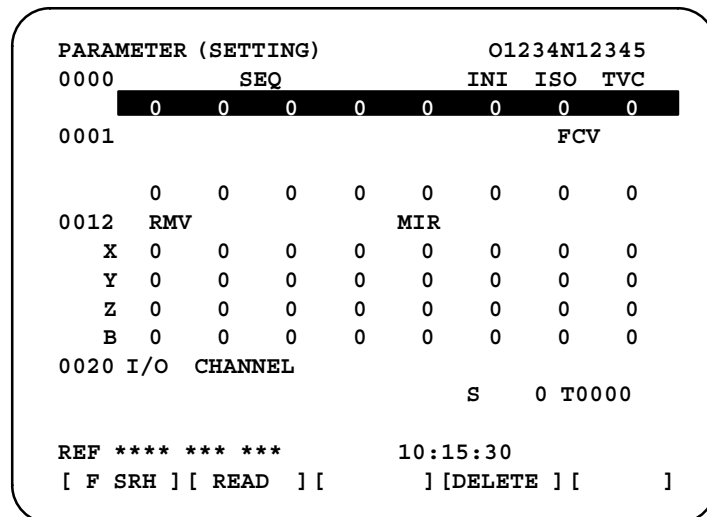 PARAMETER (SETTING) O1234N12345
0000 SEQ INI ISO TVC
0 0 0 0 0 0 0 0
0001 FCV
0 0 0 0 0 0 0 0
0012 RMV MIR
X 0 0 0 0 0 0 0 0
Y 0 0 0 0 0 0 0 0
Z 0 0 0 0 0 0 0 0
B 0 0 0 0 0 0 0 0
0020 I/O CHANNEL
S 0 T0000
REF **** *** *** 10:15:30
[ F SRH ] [ READ ] [ ] [DELETE ] [ ]